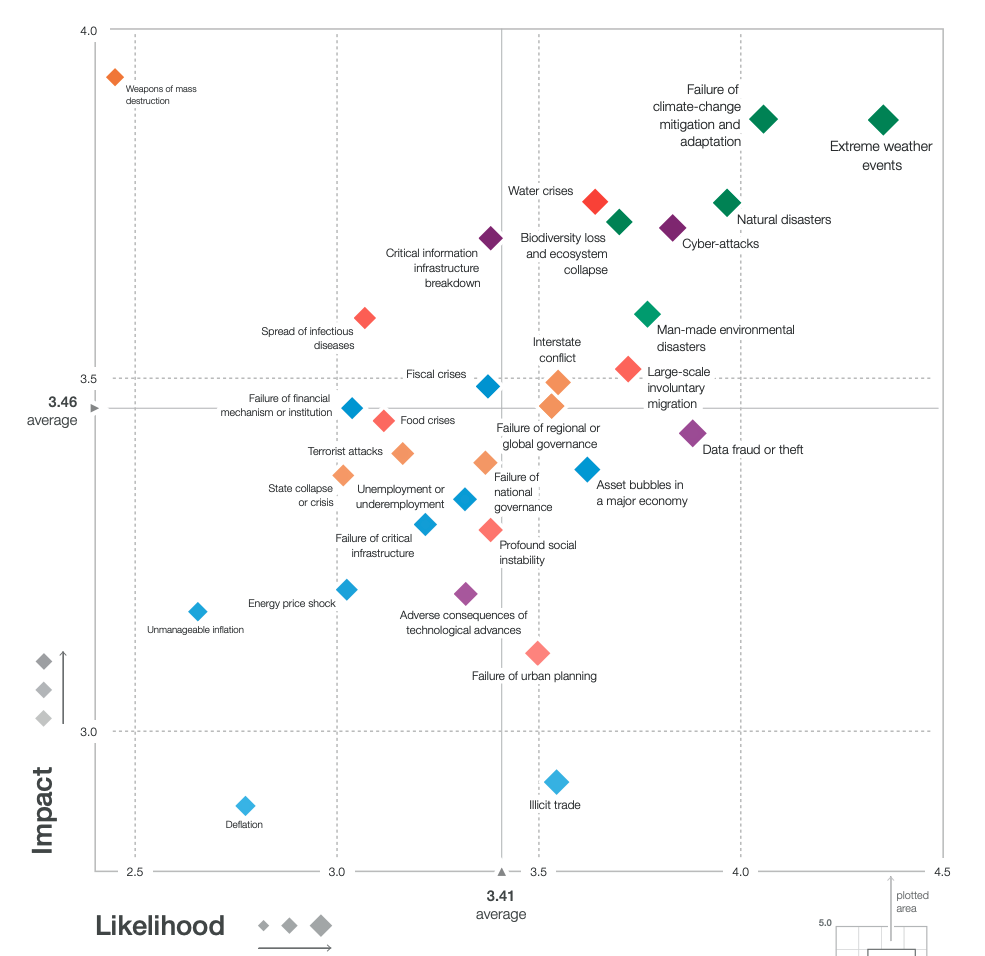 4.0
Weapons of mass
destruction
Failure of
climate-change
mitigation and
adaptation
Extreme weather
events
Water crises
Natural disasters
Biodiversity loss
and ecosystem
collapse
Cyber-attacks
Critical information
infrastructure
breakdown
Spread of infectious
diseases
Man-made environmental
disasters
Interstate
conflict
Large-scale
involuntary
migration
3.5
Fiscal crises
3.46
average
Failure of financial
mechanism or institution
Food crises
Failure of regional or
global governance
Data fraud or theft
Terrorist attacks
State collapse
or crisis
Unemployment or
underemployment
Failure of
national
governance
Asset bubbles in
a major economy
Failure of critical
infrastructure
Profound social
instability
Energy price shock
Unmanageable inflation
Adverse consequences of
technological advances
Failure of urban planning
3.0
Impact
Illicit trade
Deflation
2.5
3.0
3.5
4.0
4.5
3.41
average
Likelihood
plotted
area
5.0